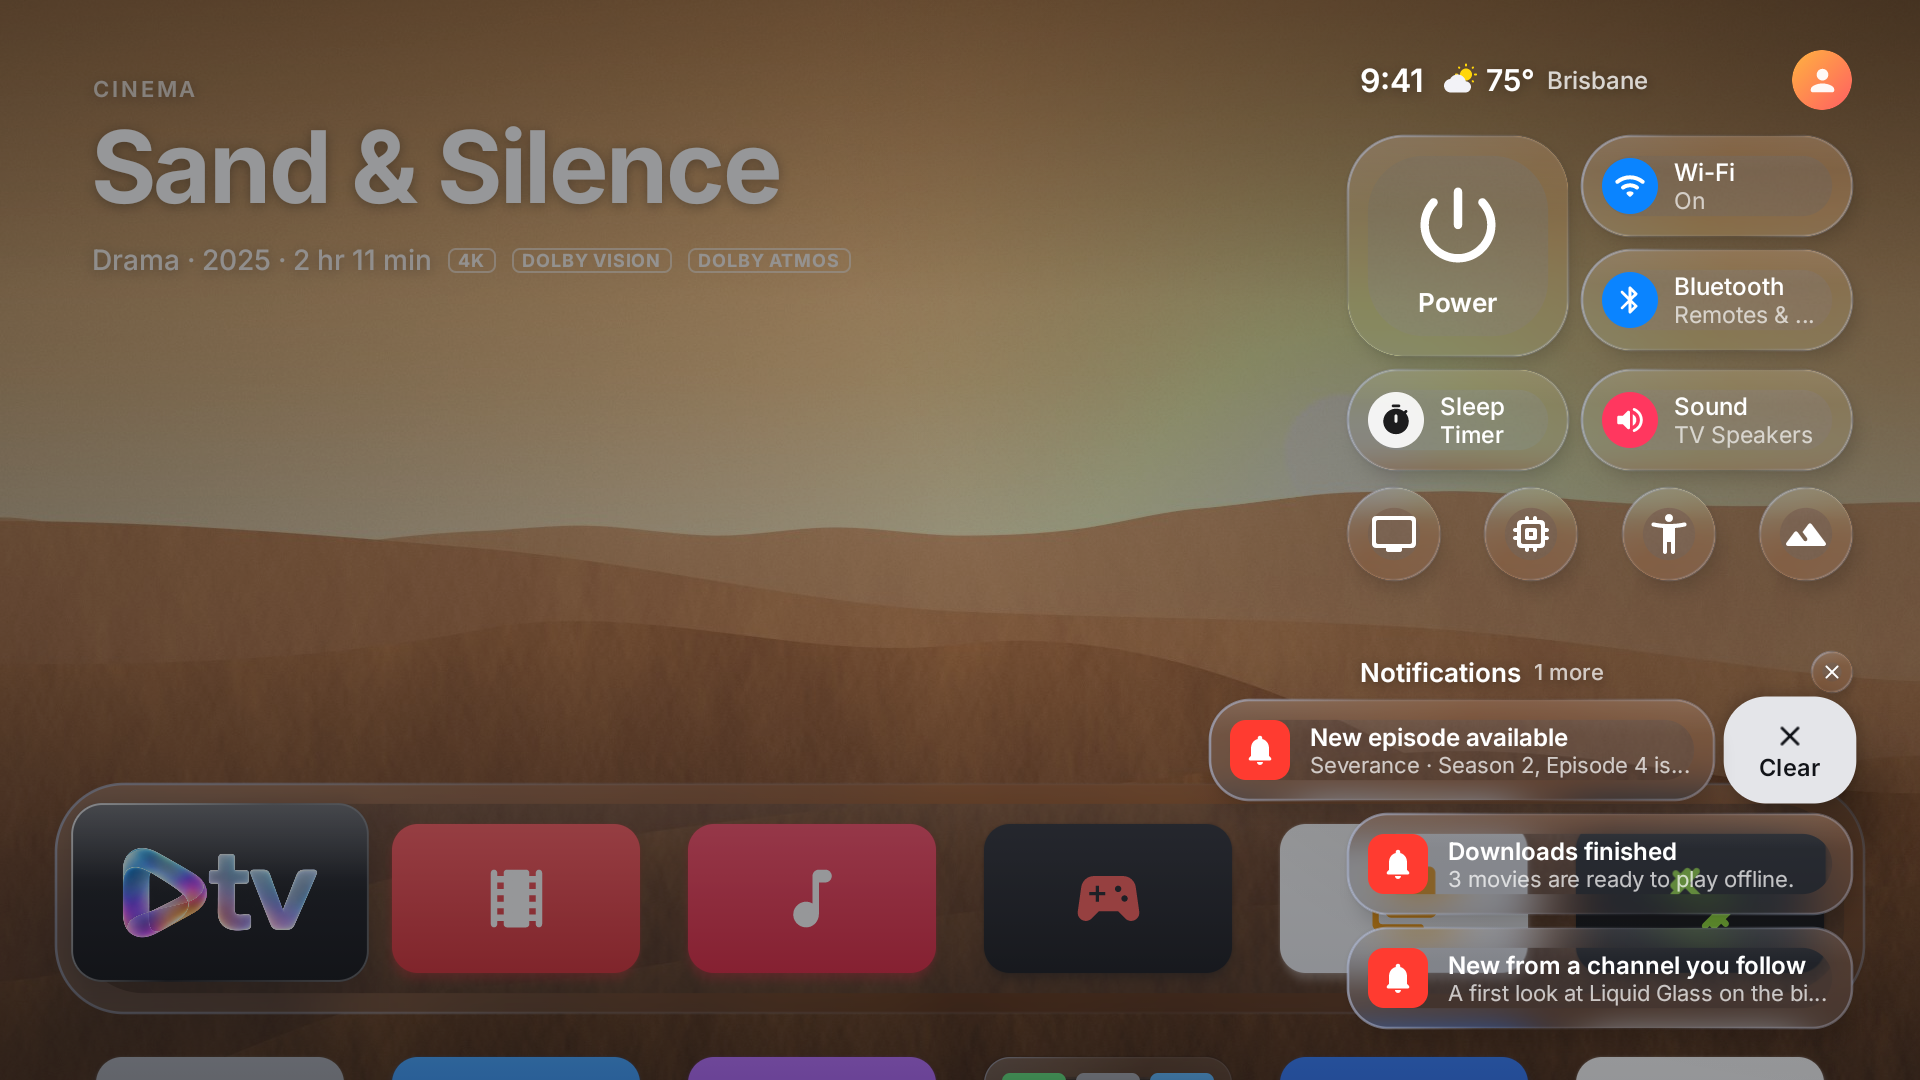 CINEMA
Sand & Silence
Drama · 2025 · 2 hr 11 min 4K DOLBY VISION DOLBY ATMOS
9:41 75° Brisbane
Power
Wi-Fi
On
Bluetooth
Remotes & ...
Sleep
Timer
Sound
TV Speakers
Notifications 1 more
New episode available
Severance · Season 2, Episode 4 is...
Clear
Downloads finished
3 movies are ready to play offline.
New from a channel you follow
A first look at Liquid Glass on the bi...
tv